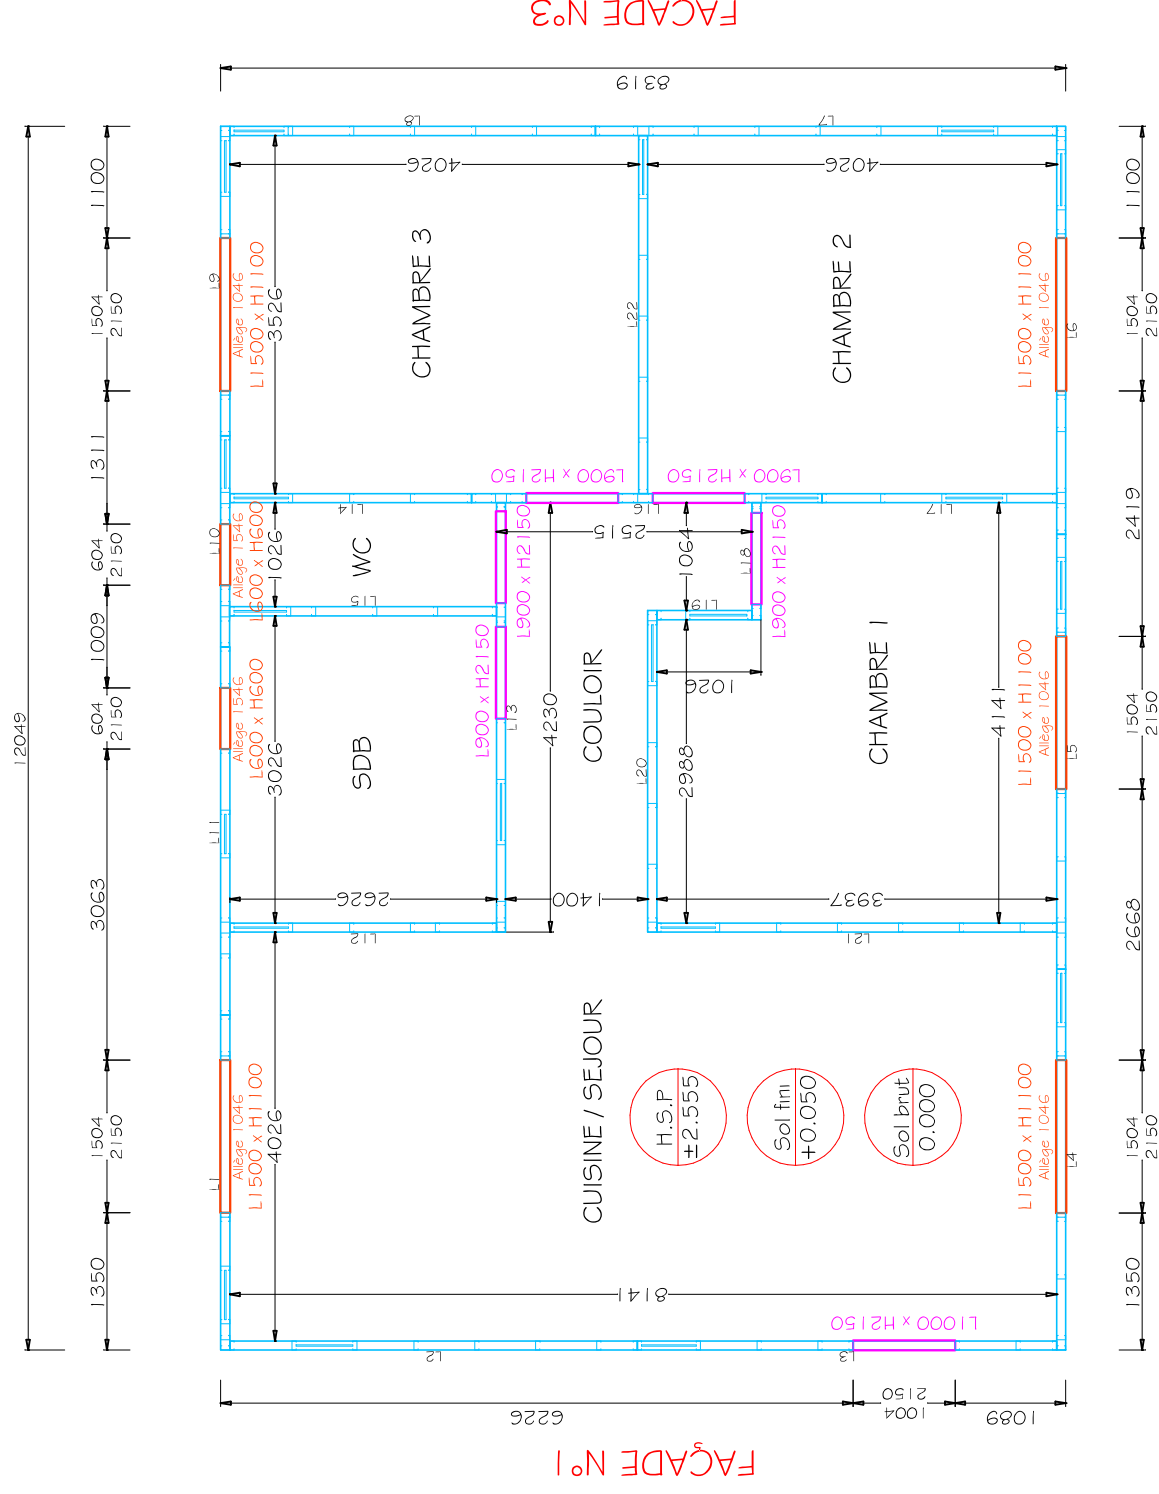 FAÇADE N°3
8319
12049
1100
1504
2150
1311
604
2150
1009
604
2150
3063
1504
2150
1350
1100
1504
2150
2419
1504
2150
2668
1504
2150
1350
L8
L7
4026
4026
L9
Allège 1046
L1500 x H1100
3526
CHAMBRE 3
L22
CHAMBRE 2
L1500 x H1100
Allège 1046
L6
L900 x H2150
L900 x H2150
L14
L16
L17
L10
Allège 1546
L600 x H600
1026
WC
L15
L900 x H2150
2515
1064
L18
L900 x H2150
L19
1026
Allège 1546
L600 x H600
3026
SDB
L11
L900 x H2150
L13
4230
COULOIR
L20
2988
CHAMBRE 1
4141
L1500 x H1100
Allège 1046
L5
2626
1400
3937
L12
L21
CUISINE / SEJOUR
L1
Allège 1046
L1500 x H1100
4026
H.S.P
±2.555
Sol fini
+0.050
Sol brut
0.000
L1500 x H1100
Allège 1046
L4
8141
L1000 x H2150
L2
L3
6226
1004
2150
1089
FAÇADE N°1